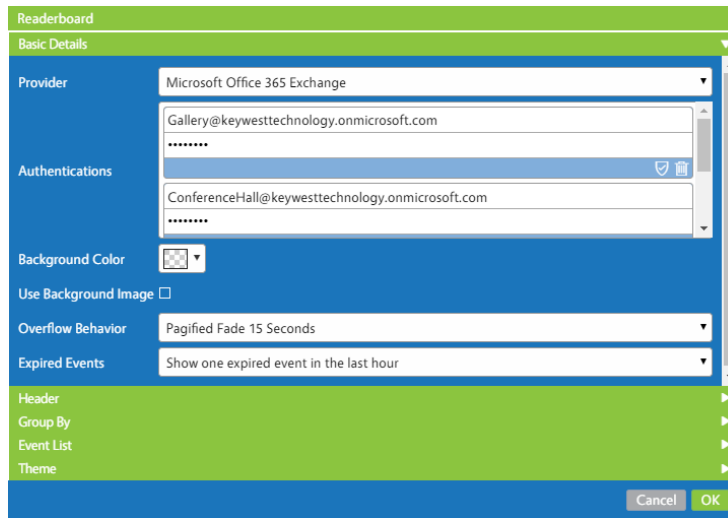 Readerboard
Basic Details
Provider Microsoft Office 365 Exchange
Gallery@keywesttechnology.onmicrosoft.com
••••••••
Authentications
ConferenceHall@keywesttechnology.onmicrosoft.com
••••••••
Background Color
Use Background Image
Overflow Behavior Pagified Fade 15 Seconds
Expired Events Show one expired event in the last hour
Header
Group By
Event List
Theme
Cancel OK